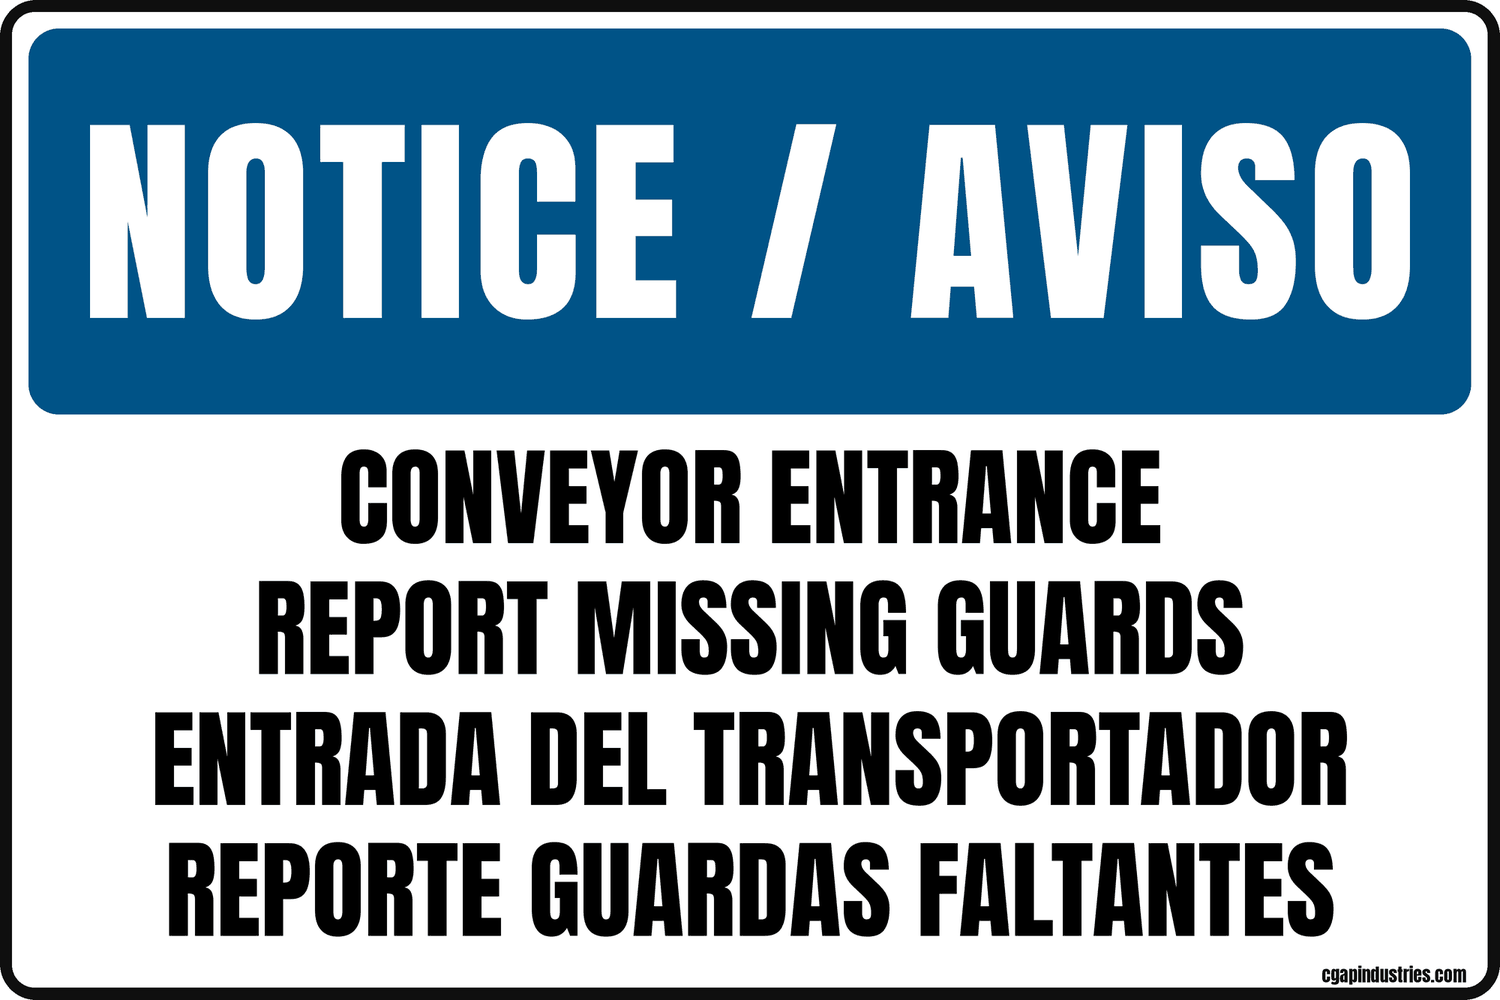 NOTICE / AVISO
CONVEYOR ENTRANCE
REPORT MISSING GUARDS
ENTRADA DEL TRANSPORTADOR
REPORTE GUARDAS FALTANTES
cgapindustries.com